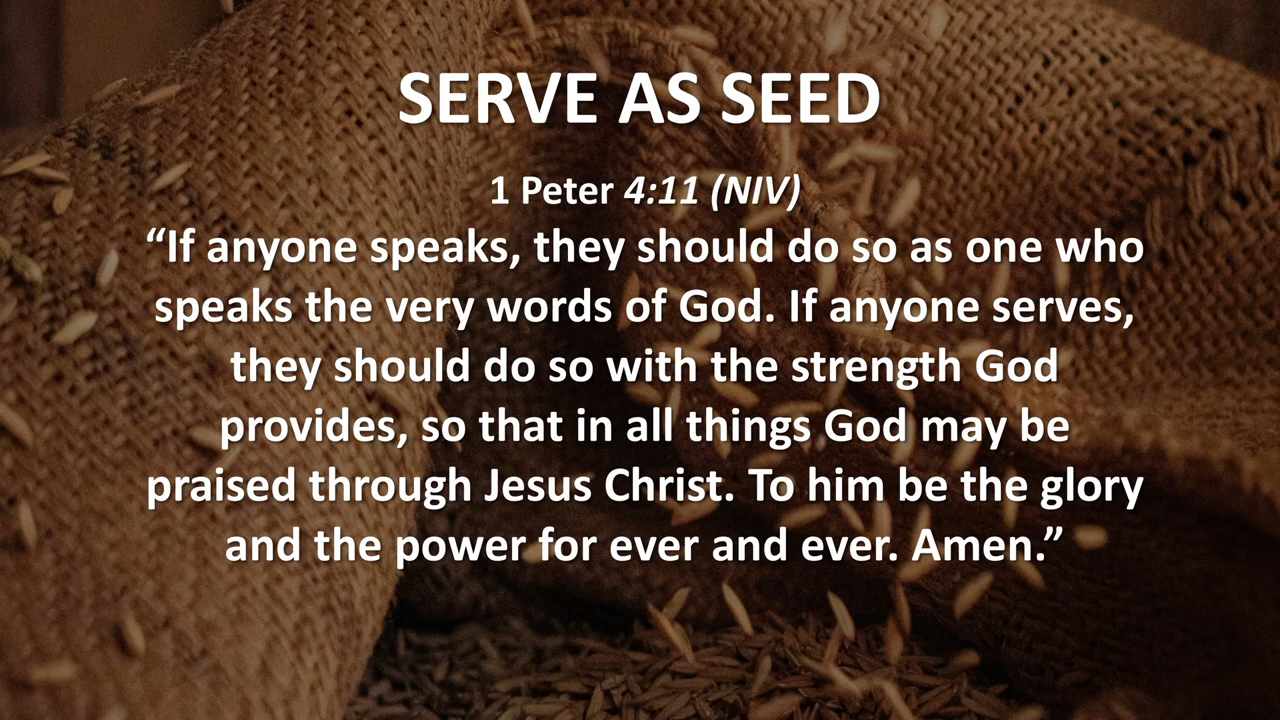 SERVE AS SEED
1 Peter 4:11 (NIV)
“If anyone speaks, they should do so as one who
speaks the very words of God. If anyone serves,
they should do so with the strength God
provides, so that in all things God may be
praised through Jesus Christ. To him be the glory
and the power for ever and ever. Amen.”